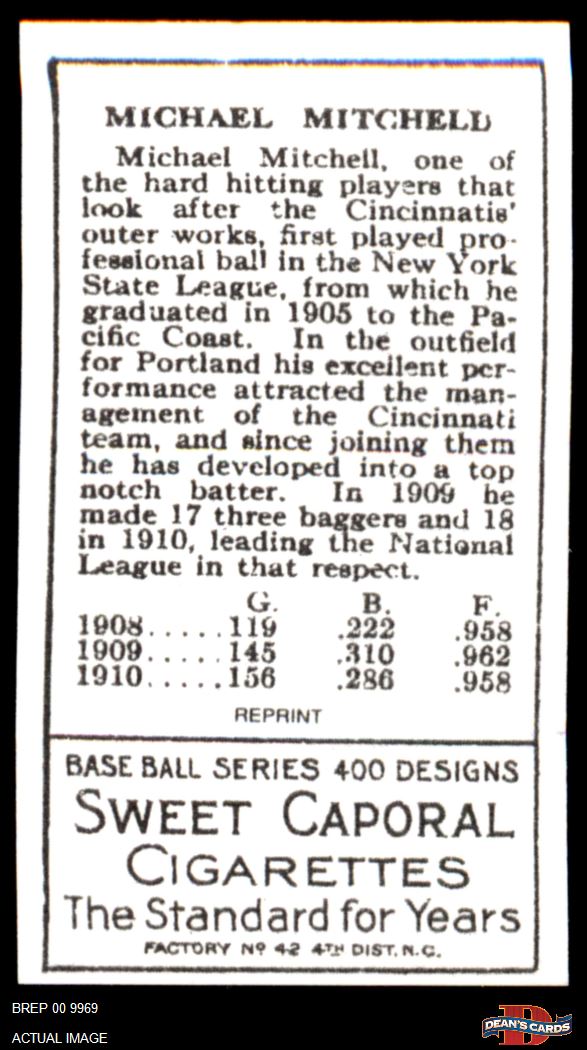 MICHAEL MITCHELL
Michael Mitchell, one of
the hard hitting players that
look after the Cincinnatis'
outer works, first played pro-
fessional ball in the New York
State League, from which he
graduated in 1905 to the Pa-
cific Coast. In the outfield
for Portland his excellent per-
formance attracted the man-
agement of the Cincinnati
team, and since joining them
he has developed into a top
notch batter. In 1909 he
made 17 three baggers and 18
in 1910, leading the National
League in that respect.
G. B. F.
1908.....119 .222 .958
1909.....145 .310 .962
1910.....156 .286 .958
REPRINT
BASE BALL SERIES 400 DESIGNS
SWEET CAPORAL
CIGARETTES
The Standard for Years
FACTORY Nº 42 4TH DIST. N.C.
BREP 00 9969
ACTUAL IMAGE
D
DEAN'S CARDS